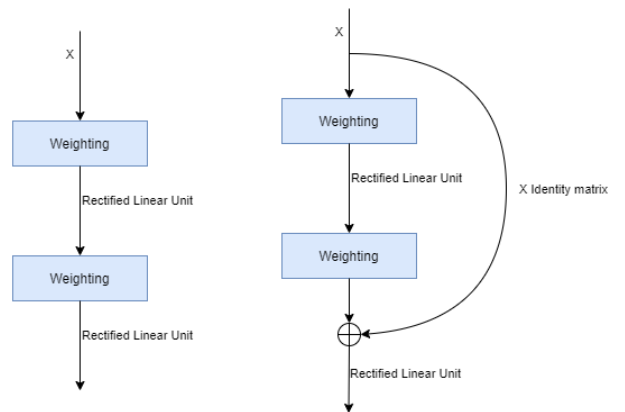 X
Weighting
Rectified Linear Unit
Weighting
Rectified Linear Unit
X
Weighting
Rectified Linear Unit
X Identity matrix
Weighting
Rectified Linear Unit